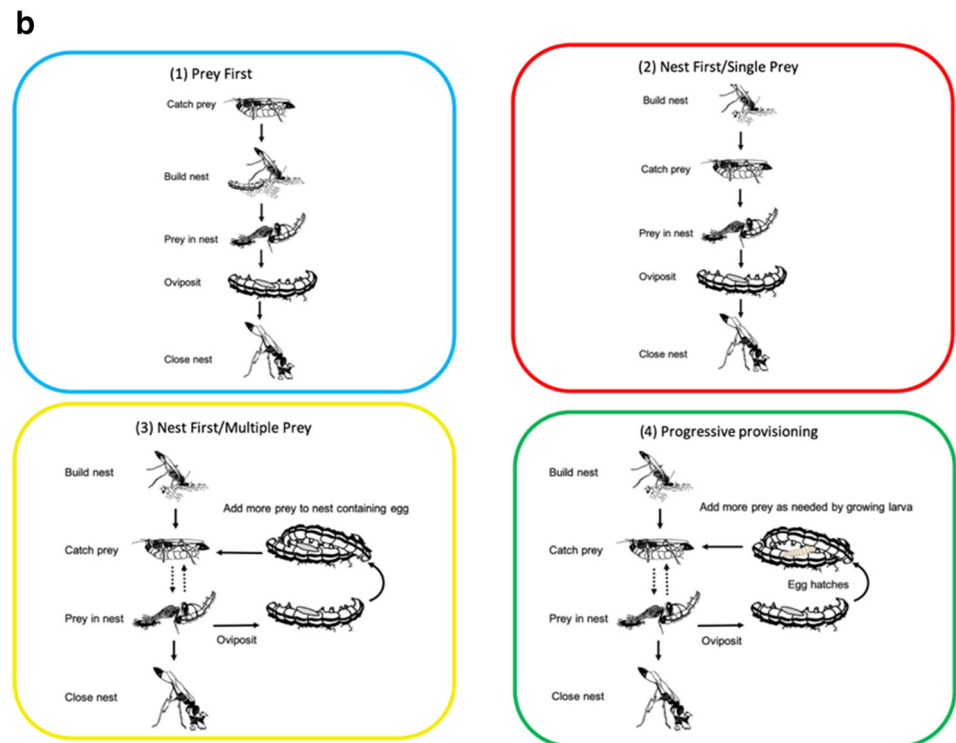 b
(1) Prey First
Catch prey
Build nest
Prey in nest
Oviposit
Close nest
(2) Nest First/Single Prey
Build nest
Catch prey
Prey in nest
Oviposit
Close nest
(3) Nest First/Multiple Prey
Build nest
Add more prey to nest containing egg
Catch prey
Prey in nest
Oviposit
Close nest
(4) Progressive provisioning
Build nest
Add more prey as needed by growing larva
Catch prey
Egg hatches
Prey in nest
Oviposit
Close nest